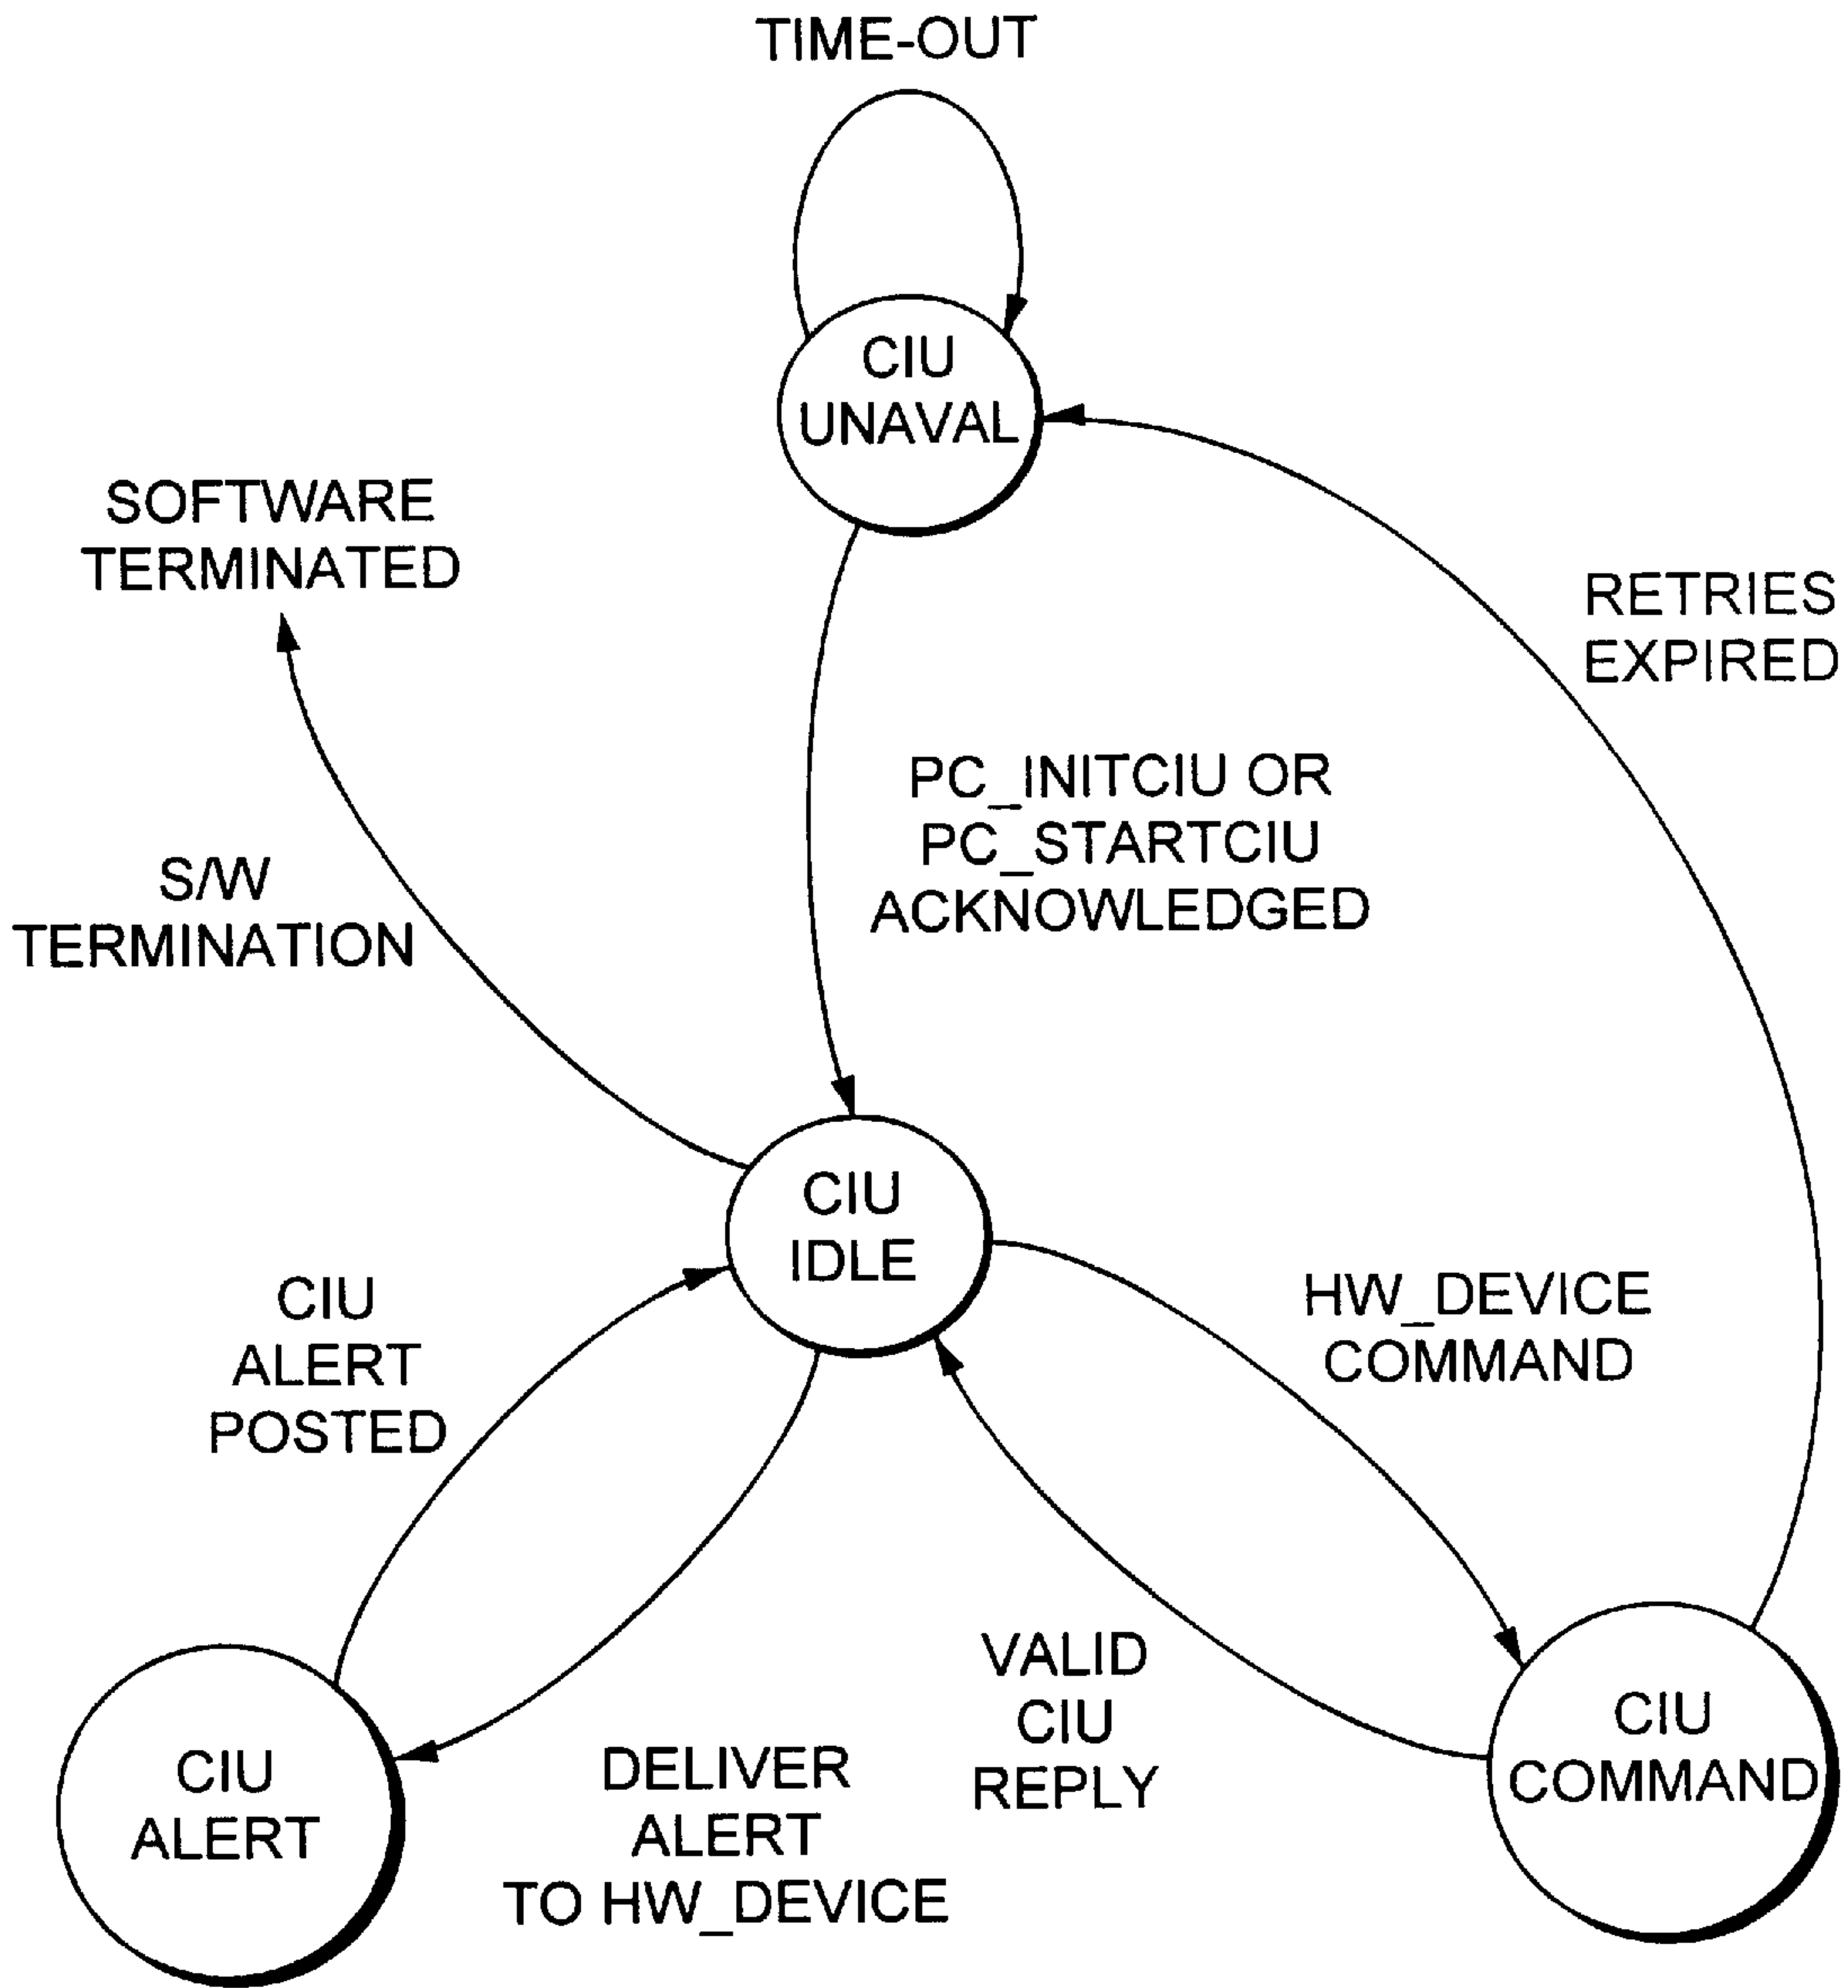 TIME-OUT
CIU
UNAVAL
SOFTWARE
TERMINATED
RETRIES
EXPIRED
PC_INITCIU OR
PC_STARTCIU
ACKNOWLEDGED
S/W
TERMINATION
CIU
IDLE
CIU
ALERT
POSTED
HW_DEVICE
COMMAND
VALID
CIU
REPLY
CIU
COMMAND
CIU
ALERT
DELIVER
ALERT
TO HW_DEVICE